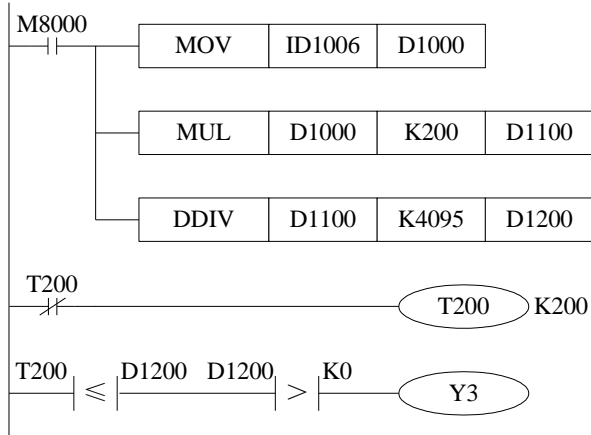 M8000
MOV ID1006 D1000
MUL D1000 K200 D1100
DDIV D1100 K4095 D1200
T200
T200 K200
T200 ≤ D1200 D1200 > K0
Y3